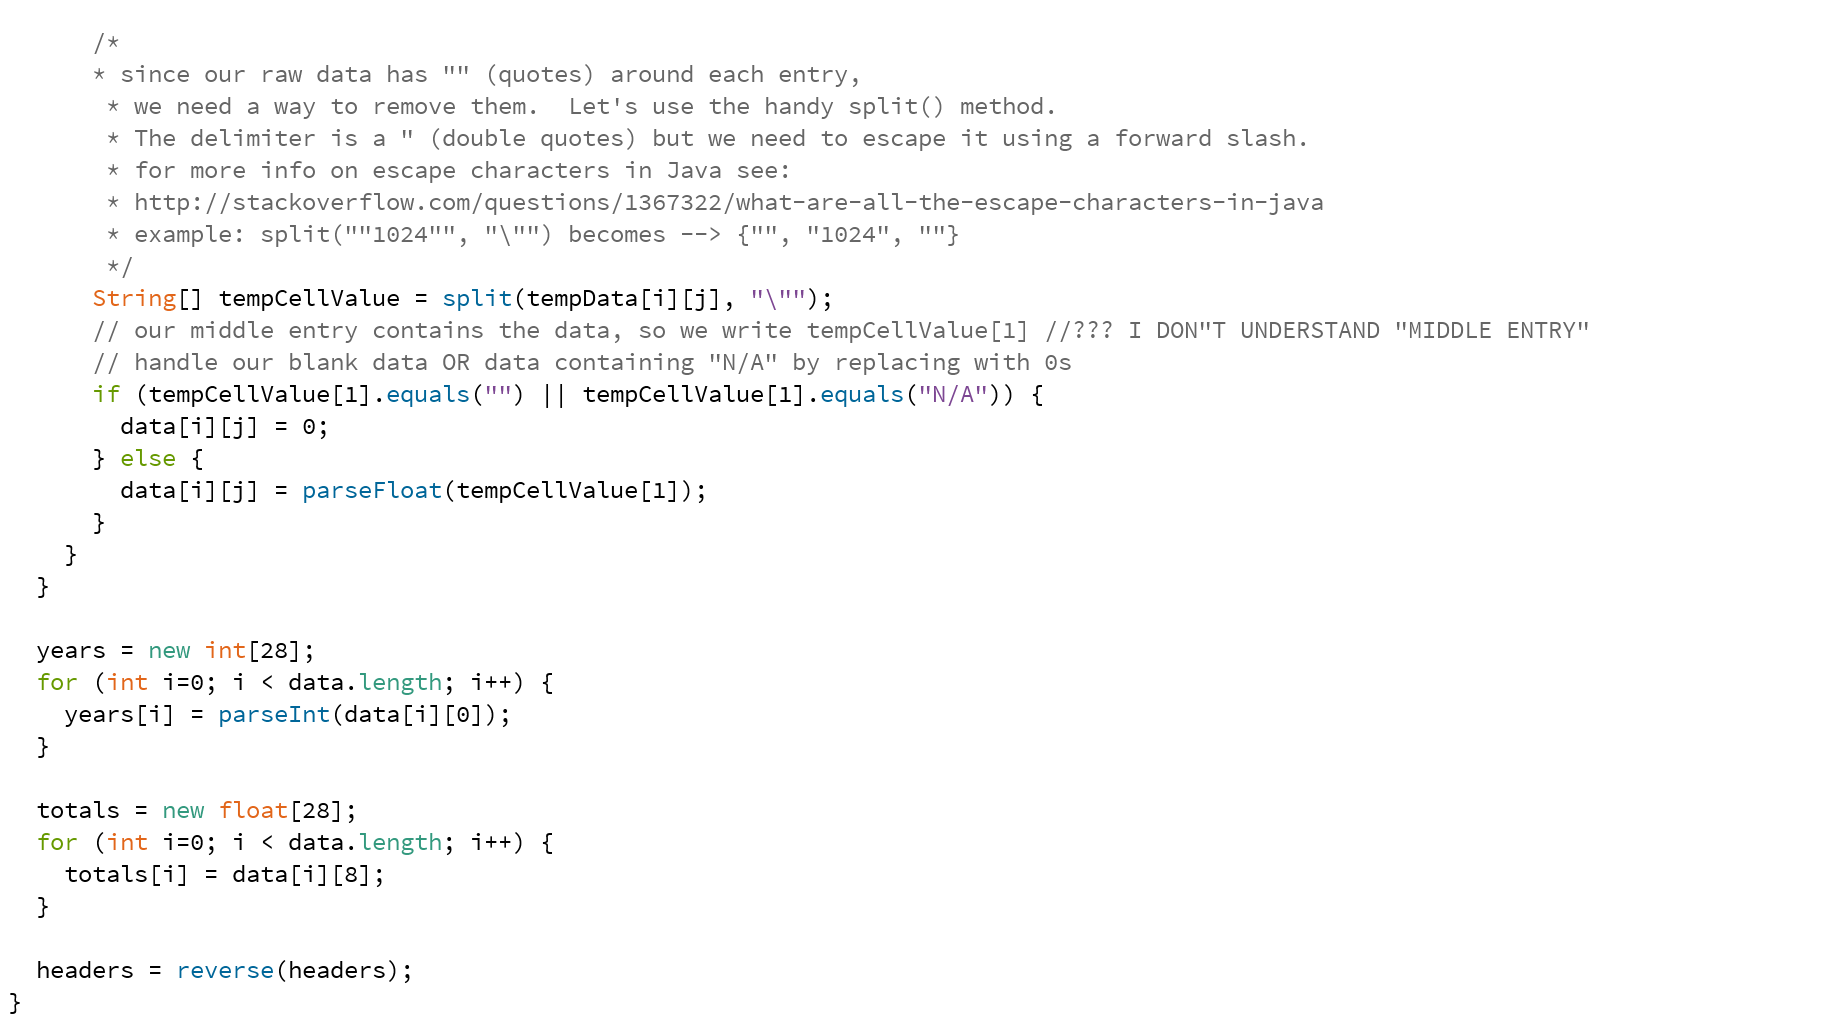 /*
* since our raw data has "" (quotes) around each entry,
* we need a way to remove them.  Let's use the handy split() method.
* The delimiter is a " (double quotes) but we need to escape it using a forward slash.
* for more info on escape characters in Java see:
* http://stackoverflow.com/questions/1367322/what-are-all-the-escape-characters-in-java
* example: split(""1024"", "\"") becomes --> {"", "1024", ""}
*/
String[] tempCellValue = split(tempData[i][j], "\"");
// our middle entry contains the data, so we write tempCellValue[1] //??? I DON"T UNDERSTAND "MIDDLE ENTRY"
// handle our blank data OR data containing "N/A" by replacing with 0s
if (tempCellValue[1].equals("") || tempCellValue[1].equals("N/A")) {
data[i][j] = 0;
} else {
data[i][j] = parseFloat(tempCellValue[1]);
}
}
}
years = new int[28];
for (int i=0; i < data.length; i++) {
years[i] = parseInt(data[i][0]);
}
totals = new float[28];
for (int i=0; i < data.length; i++) {
totals[i] = data[i][8];
}
headers = reverse(headers);
}